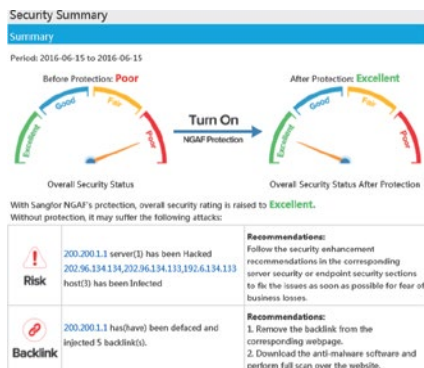 Security Summary
Summary
Period: 2016-06-15 to 2016-06-15
Before Protection: Poor
After Protection: Excellent
Excellent
Good
Fair
Poor
Turn On
NGAF Protection
Excellent
Good
Fair
Poor
Overall Security Status
Overall Security Status After Protection
With Sangfor NGAF's protection, overall security rating is raised to Excellent.
Without protection, it may suffer the following attacks:
Risk
200.200.1.1 server(1) has been Hacked
202.96.134.134,202.96.134.133,192.6.134.133
host(3) has been Infected
Recommendations:
Follow the security enhancement
recommendations in the corresponding
server security or endpoint security sections
to fix the issues as soon as possible for fear of
business losses.
Backlink
200.200.1.1 has(have) been defaced and
injected 5 backlink(s).
Recommendations:
1. Remove the backlink from the
corresponding webpage.
2. Download the anti-malware software and
perform full scan over the website.